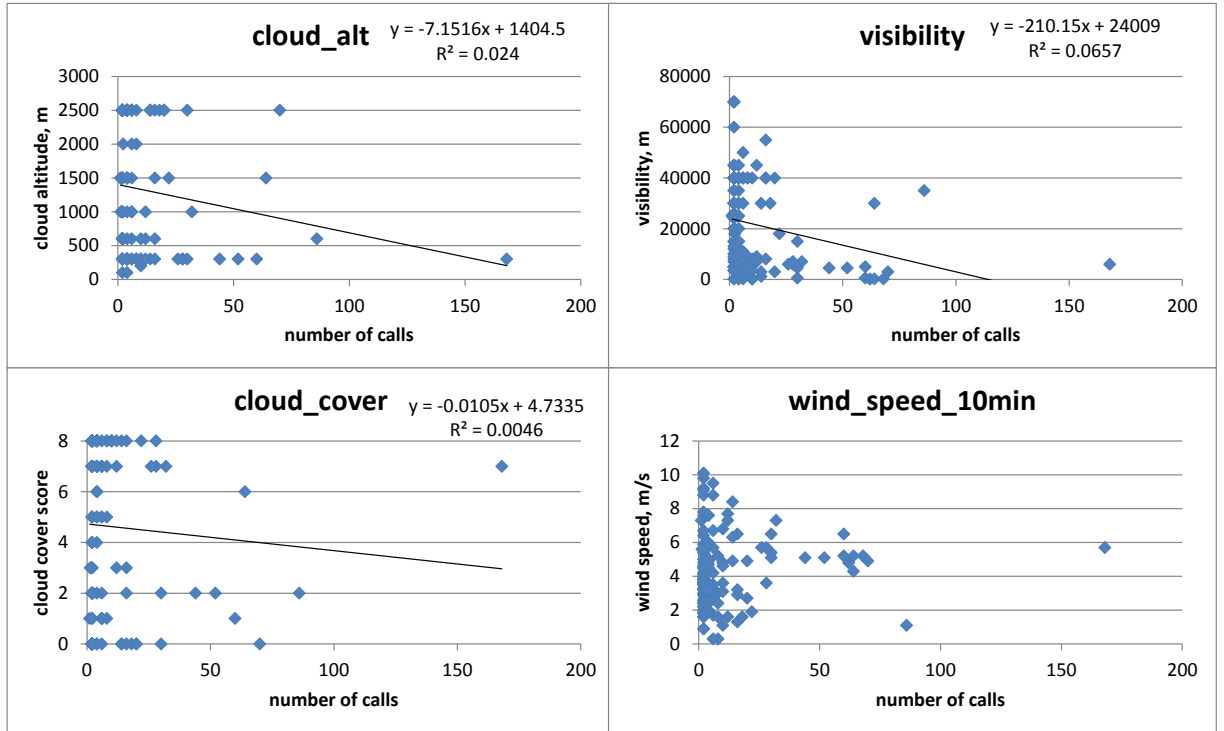 cloud_alt
y = -7.1516x + 1404.5
R² = 0.024
cloud altitude, m
3000
2500
2000
1500
1000
500
0
0 50 100 150 200
number of calls
visibility
y = -210.15x + 24009
R² = 0.0657
visibility, m
80000
60000
40000
20000
0
0 50 100 150 200
number of calls
cloud_cover
y = -0.0105x + 4.7335
R² = 0.0046
cloud cover score
8
6
4
2
0
0 50 100 150 200
number of calls
wind_speed_10min
wind speed, m/s
12
10
8
6
4
2
0
0 50 100 150 200
number of calls